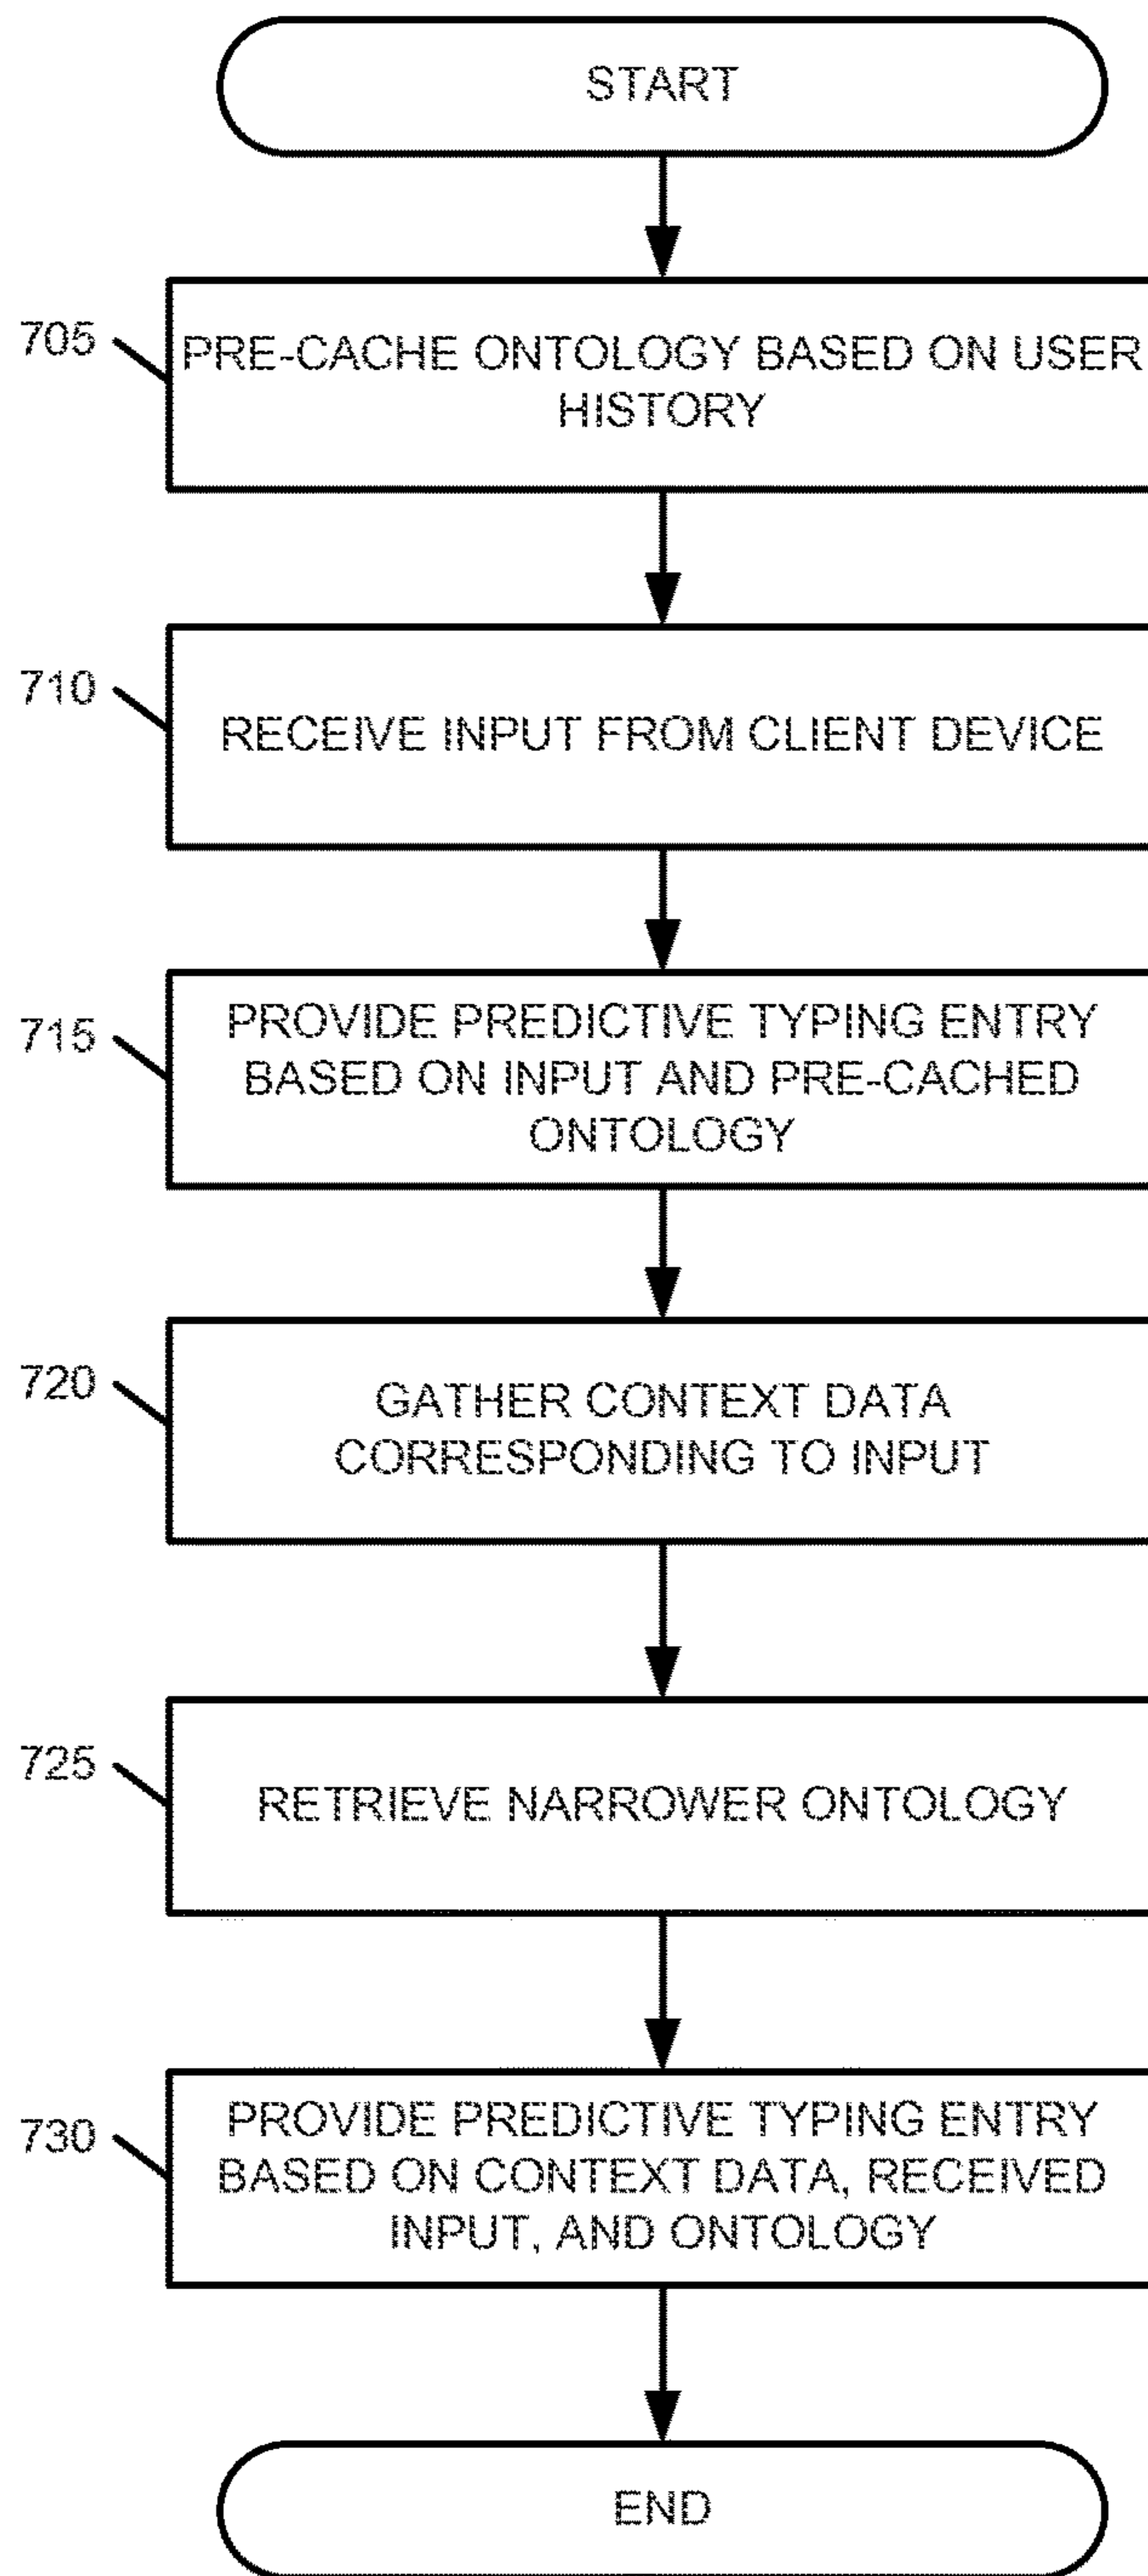 START
705
PRE-CACHE ONTOLOGY BASED ON USER
HISTORY
710
RECEIVE INPUT FROM CLIENT DEVICE
715
PROVIDE PREDICTIVE TYPING ENTRY
BASED ON INPUT AND PRE-CACHED
ONTOLOGY
720
GATHER CONTEXT DATA
CORRESPONDING TO INPUT
725
RETRIEVE NARROWER ONTOLOGY
730
PROVIDE PREDICTIVE TYPING ENTRY
BASED ON CONTEXT DATA, RECEIVED
INPUT, AND ONTOLOGY
END